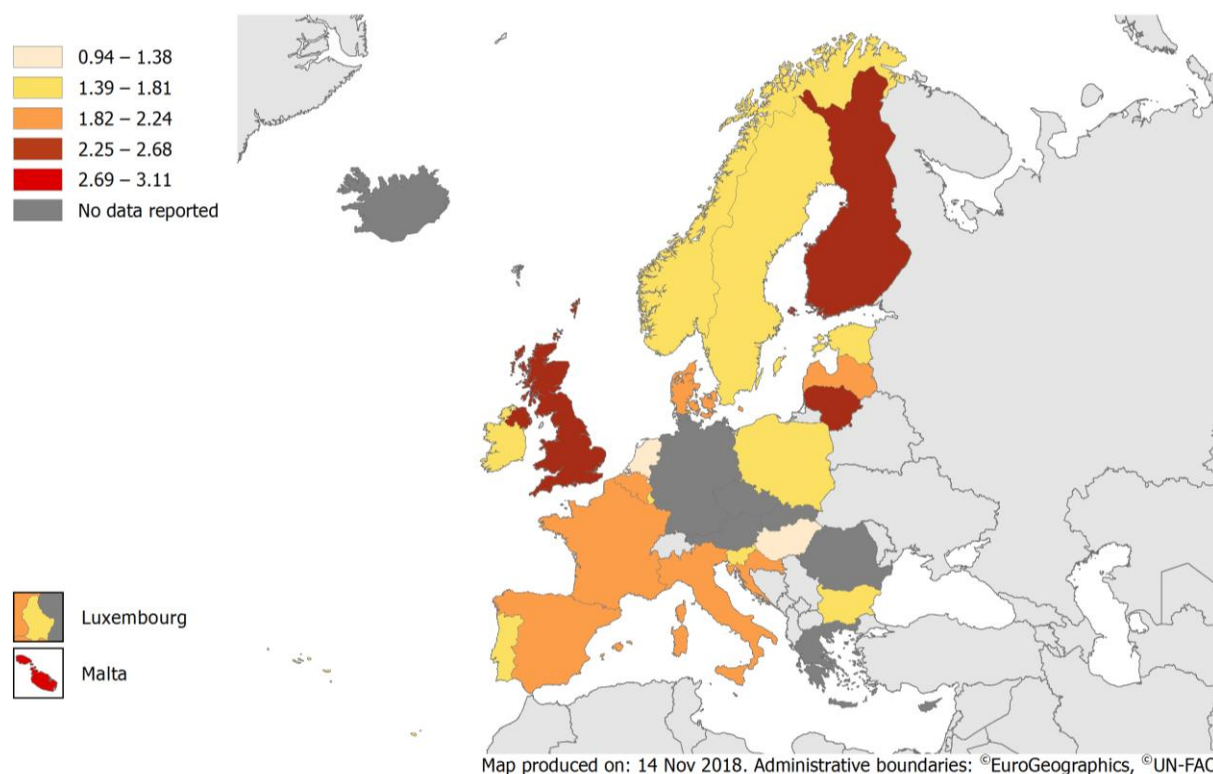 0.94 – 1.38
1.39 – 1.81
1.82 – 2.24
2.25 – 2.68
2.69 – 3.11
No data reported
Luxembourg
Malta
Map produced on: 14 Nov 2018. Administrative boundaries: ©EuroGeographics, ©UN-FAO